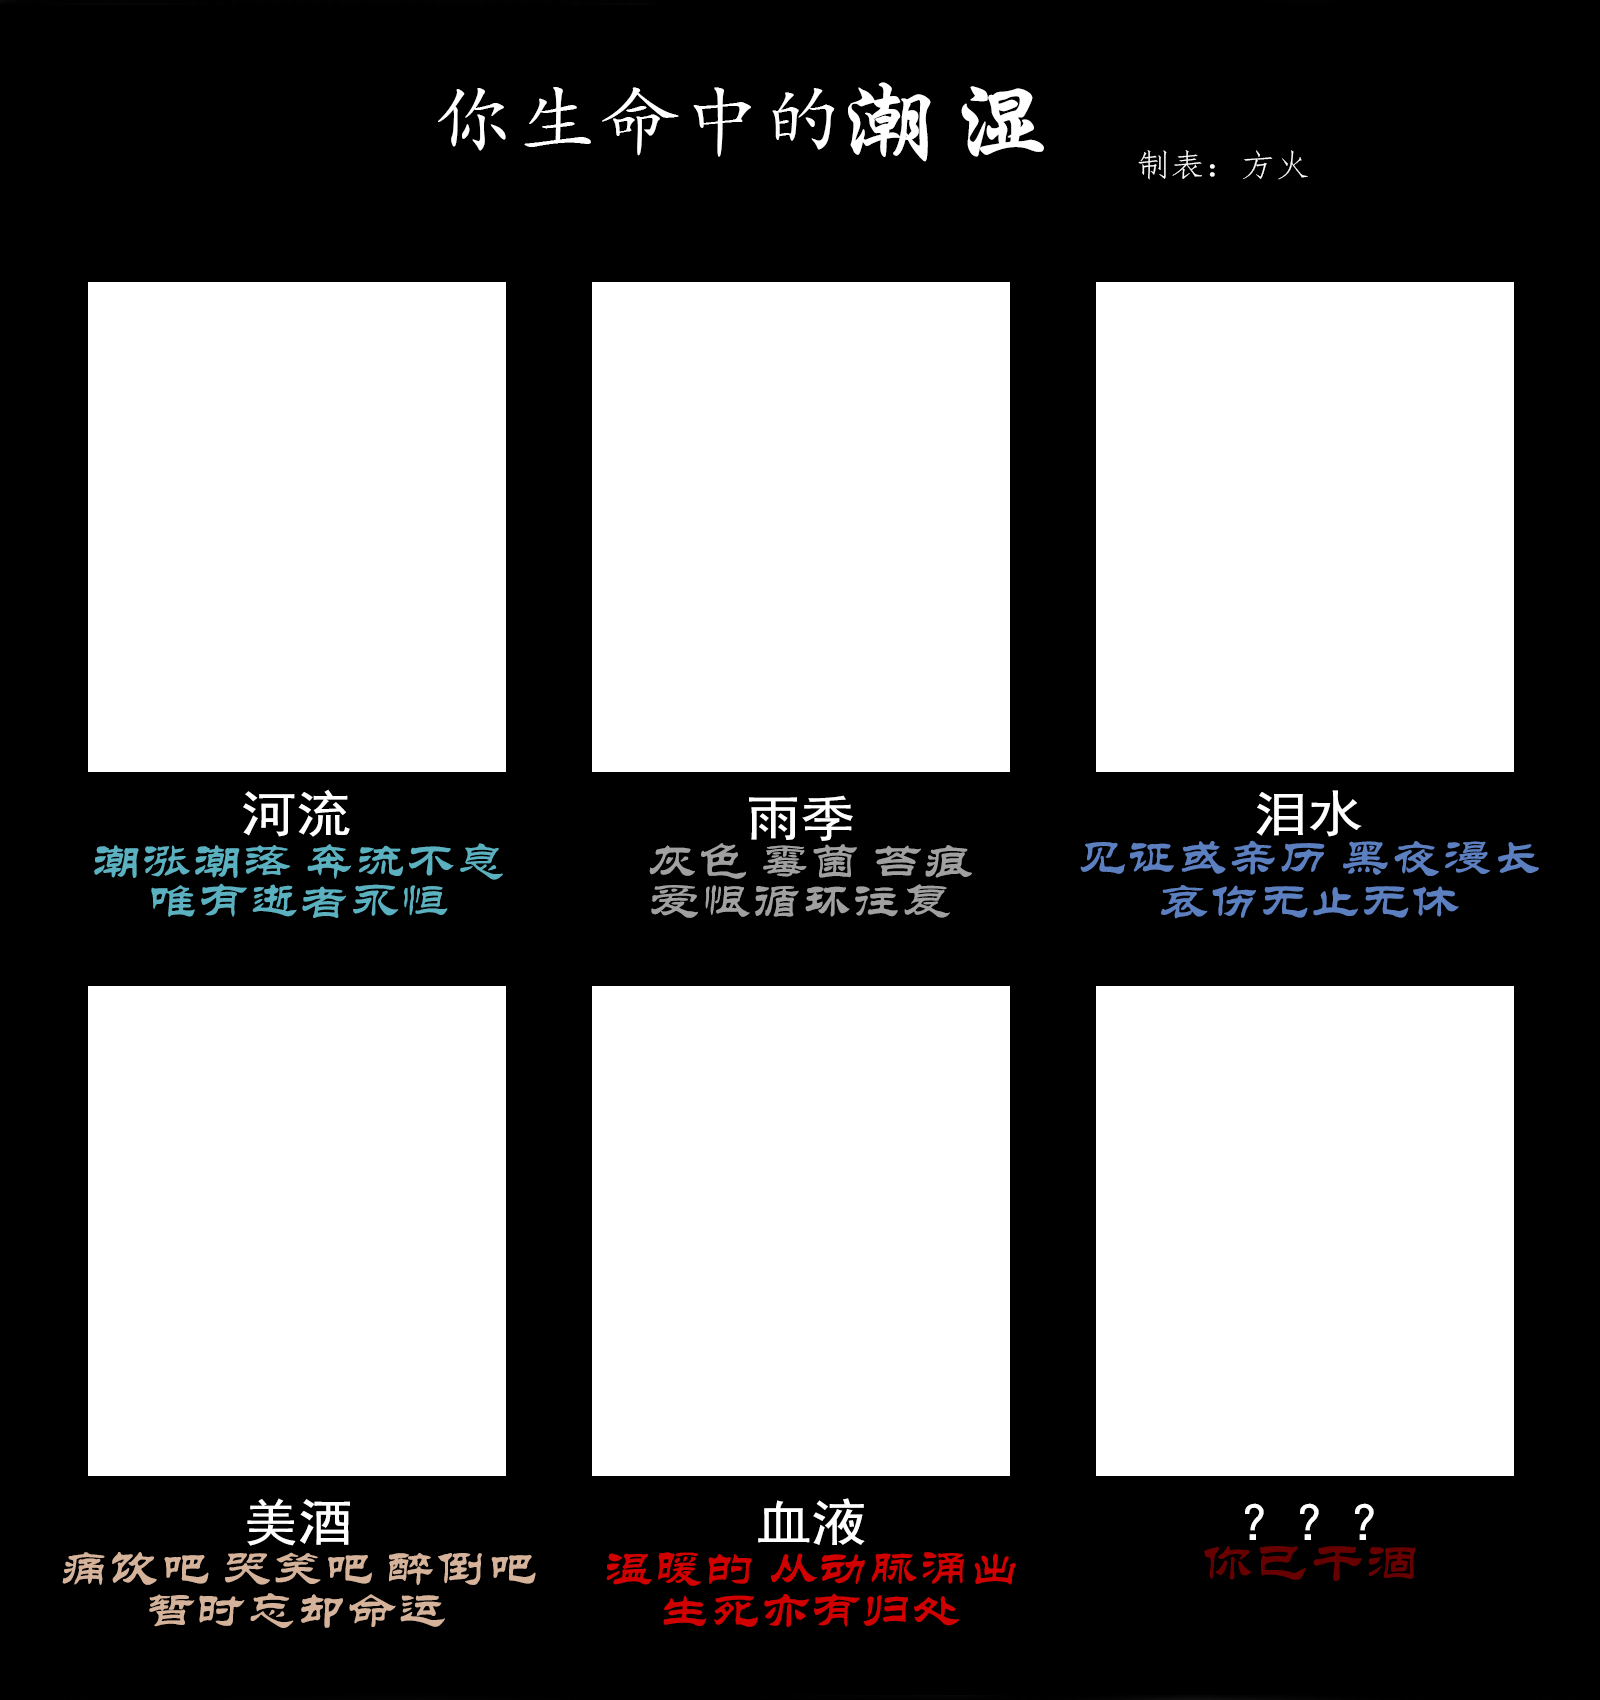 你生命中的潮湿
制表：方火
河流
潮涨潮落 奔流不息
唯有逝者永恒
雨季
灰色 霉菌 苔痕
爱恨循环往复
泪水
见证或亲历 黑夜漫长
哀伤无止无休
美酒
痛饮吧 哭笑吧 醉倒吧
暂时忘却命运
血液
温暖的 从动脉涌出
生死亦有归处
？？？
你已干涸